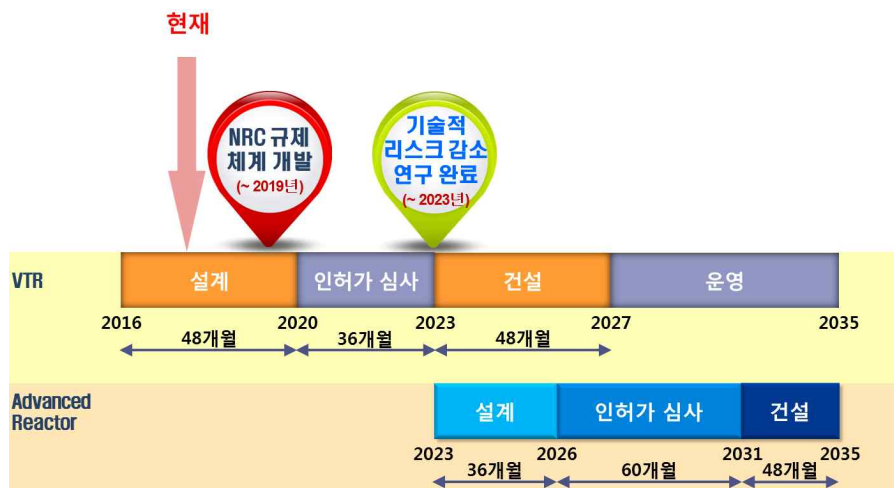 현재
NRC 규제
체계 개발
(~ 2019년)
기술적
리스크 감소
연구 완료
(~ 2023년)
VTR
설계
인허가 심사
건설
운영
2016
2020
2023
2027
2035
48개월
36개월
48개월
Advanced
Reactor
설계
인허가 심사
건설
2023
2026
2031
2035
36개월
60개월
48개월